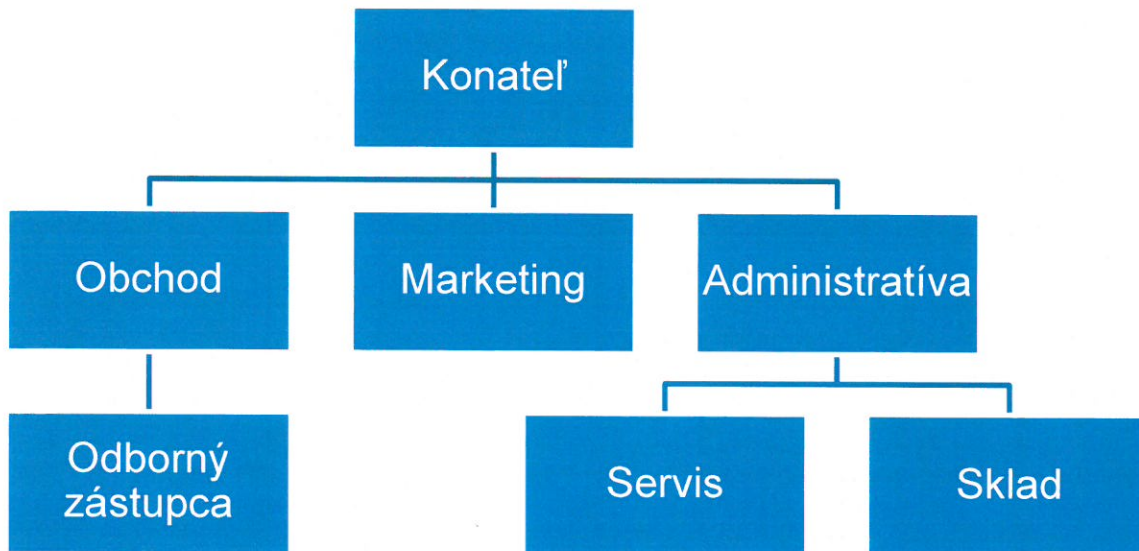 Konateľ
Obchod
Marketing
Administratíva
Odborný
zástupca
Servis
Sklad